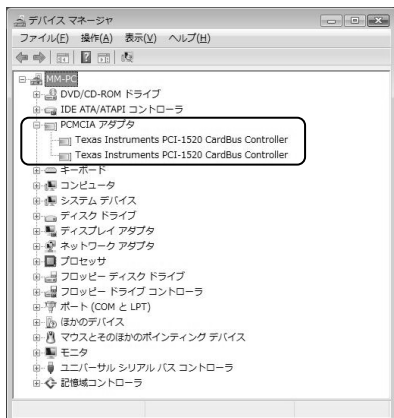 デバイス マネージャ
ファイル(F) 操作(A) 表示(V) ヘルプ(H)
MM-PC
DVD/CD-ROM ドライブ
IDE ATA/ATAPI コントローラ
PCMCIA アダプタ
Texas Instruments PCI-1520 CardBus Controller
Texas Instruments PCI-1520 CardBus Controller
キーボード
コンピュータ
システム デバイス
ディスク ドライブ
ディスプレイ アダプタ
ネットワーク アダプタ
プロセッサ
フロッピー ディスク ドライブ
フロッピー ドライブ コントローラ
ポート (COM と LPT)
ほかのデバイス
マウスとそのほかのポインティング デバイス
モニタ
ユニバーサル シリアル バス コントローラ
記憶域コントローラ